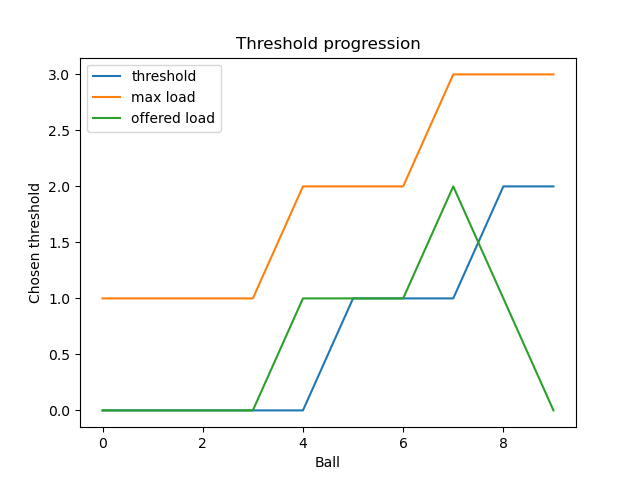 Threshold progression
threshold
max load
offered load
Chosen threshold
3.0
2.5
2.0
1.5
1.0
0.5
0.0
0 2 4 6 8
Ball